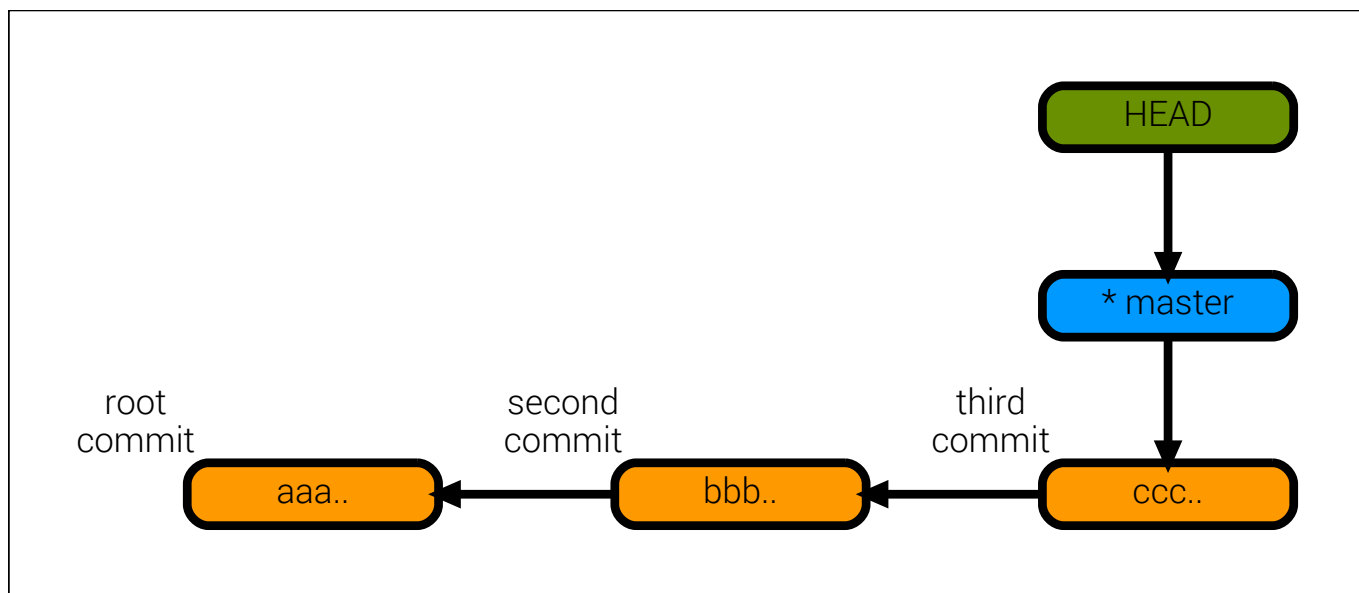 HEAD
* master
root
commit
second
commit
third
commit
aaa..
bbb..
ccc..